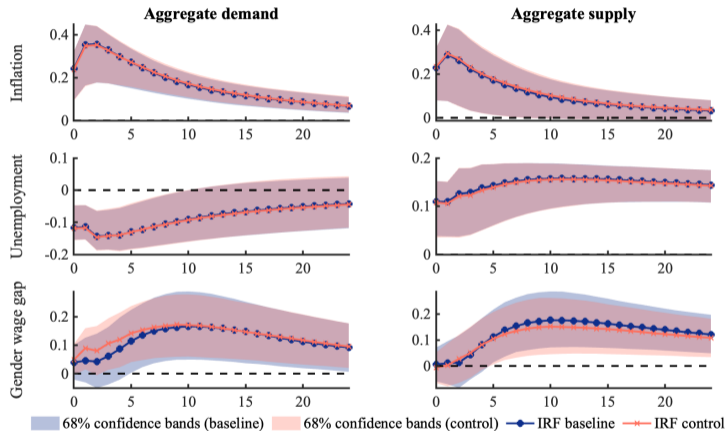 Aggregate demand
Aggregate supply
Inflation
0.4
0.2
0
0 5 10 15 20
0.4
0.2
0
0 5 10 15 20
Unemployment
0.1
0
-0.1
-0.2
0 5 10 15 20
0.2
0.1
0
0 5 10 15 20
Gender wage gap
0.2
0.1
0
0 5 10 15 20
0.2
0.1
0
0 5 10 15 20
68% confidence bands (baseline) 68% confidence bands (control) IRF baseline IRF control